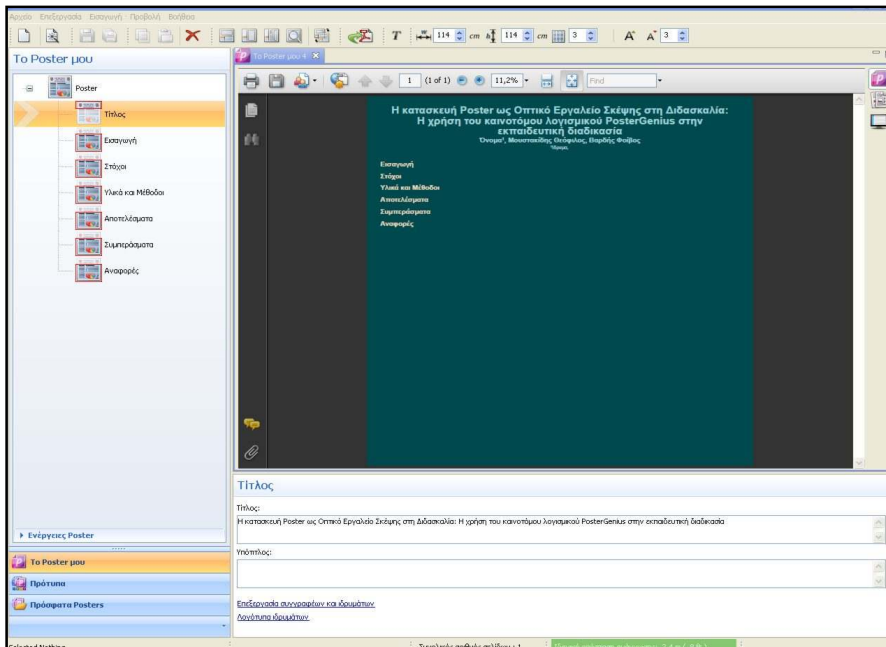 Αρχείο Επεξεργασία Εισαγωγή Προβολή Βοήθεια
T 114 cm h 114 cm 3 A A 3
Το Poster μου
Poster
Τίτλος
Εισαγωγή
Στόχοι
Υλικά και Μέθοδοι
Αποτελέσματα
Συμπεράσματα
Αναφορές
Ενέργειες Poster
Το Poster μου
Πρότυπα
Πρόσφατα Posters
Το Poster μου 4
1 (1 of 1) 11,2% Find
Η κατασκευή Poster ως Οπτικό Εργαλείο Σκέψης στη Διδασκαλία:
Η χρήση του καινοτόμου λογισμικού PosterGenius στην
εκπαιδευτική διαδικασία
Όνομα¹, Μουστακίδης Θεόφιλος, Βαρδής Φοίβος
Εισαγωγή
Στόχοι
Υλικά και Μέθοδοι
Αποτελέσματα
Συμπεράσματα
Αναφορές
Τίτλος
Τίτλος:
Η κατασκευή Poster ως Οπτικό Εργαλείο Σκέψης στη Διδασκαλία: Η χρήση του καινοτόμου λογισμικού PosterGenius στην εκπαιδευτική διαδικασία
Υπότιτλος:
Επεξεργασία συγγραφέων και ιδρυμάτων
Λογότυπα ιδρυμάτων
Selected Nothing
Συνολικός αριθμός σελίδων : 1